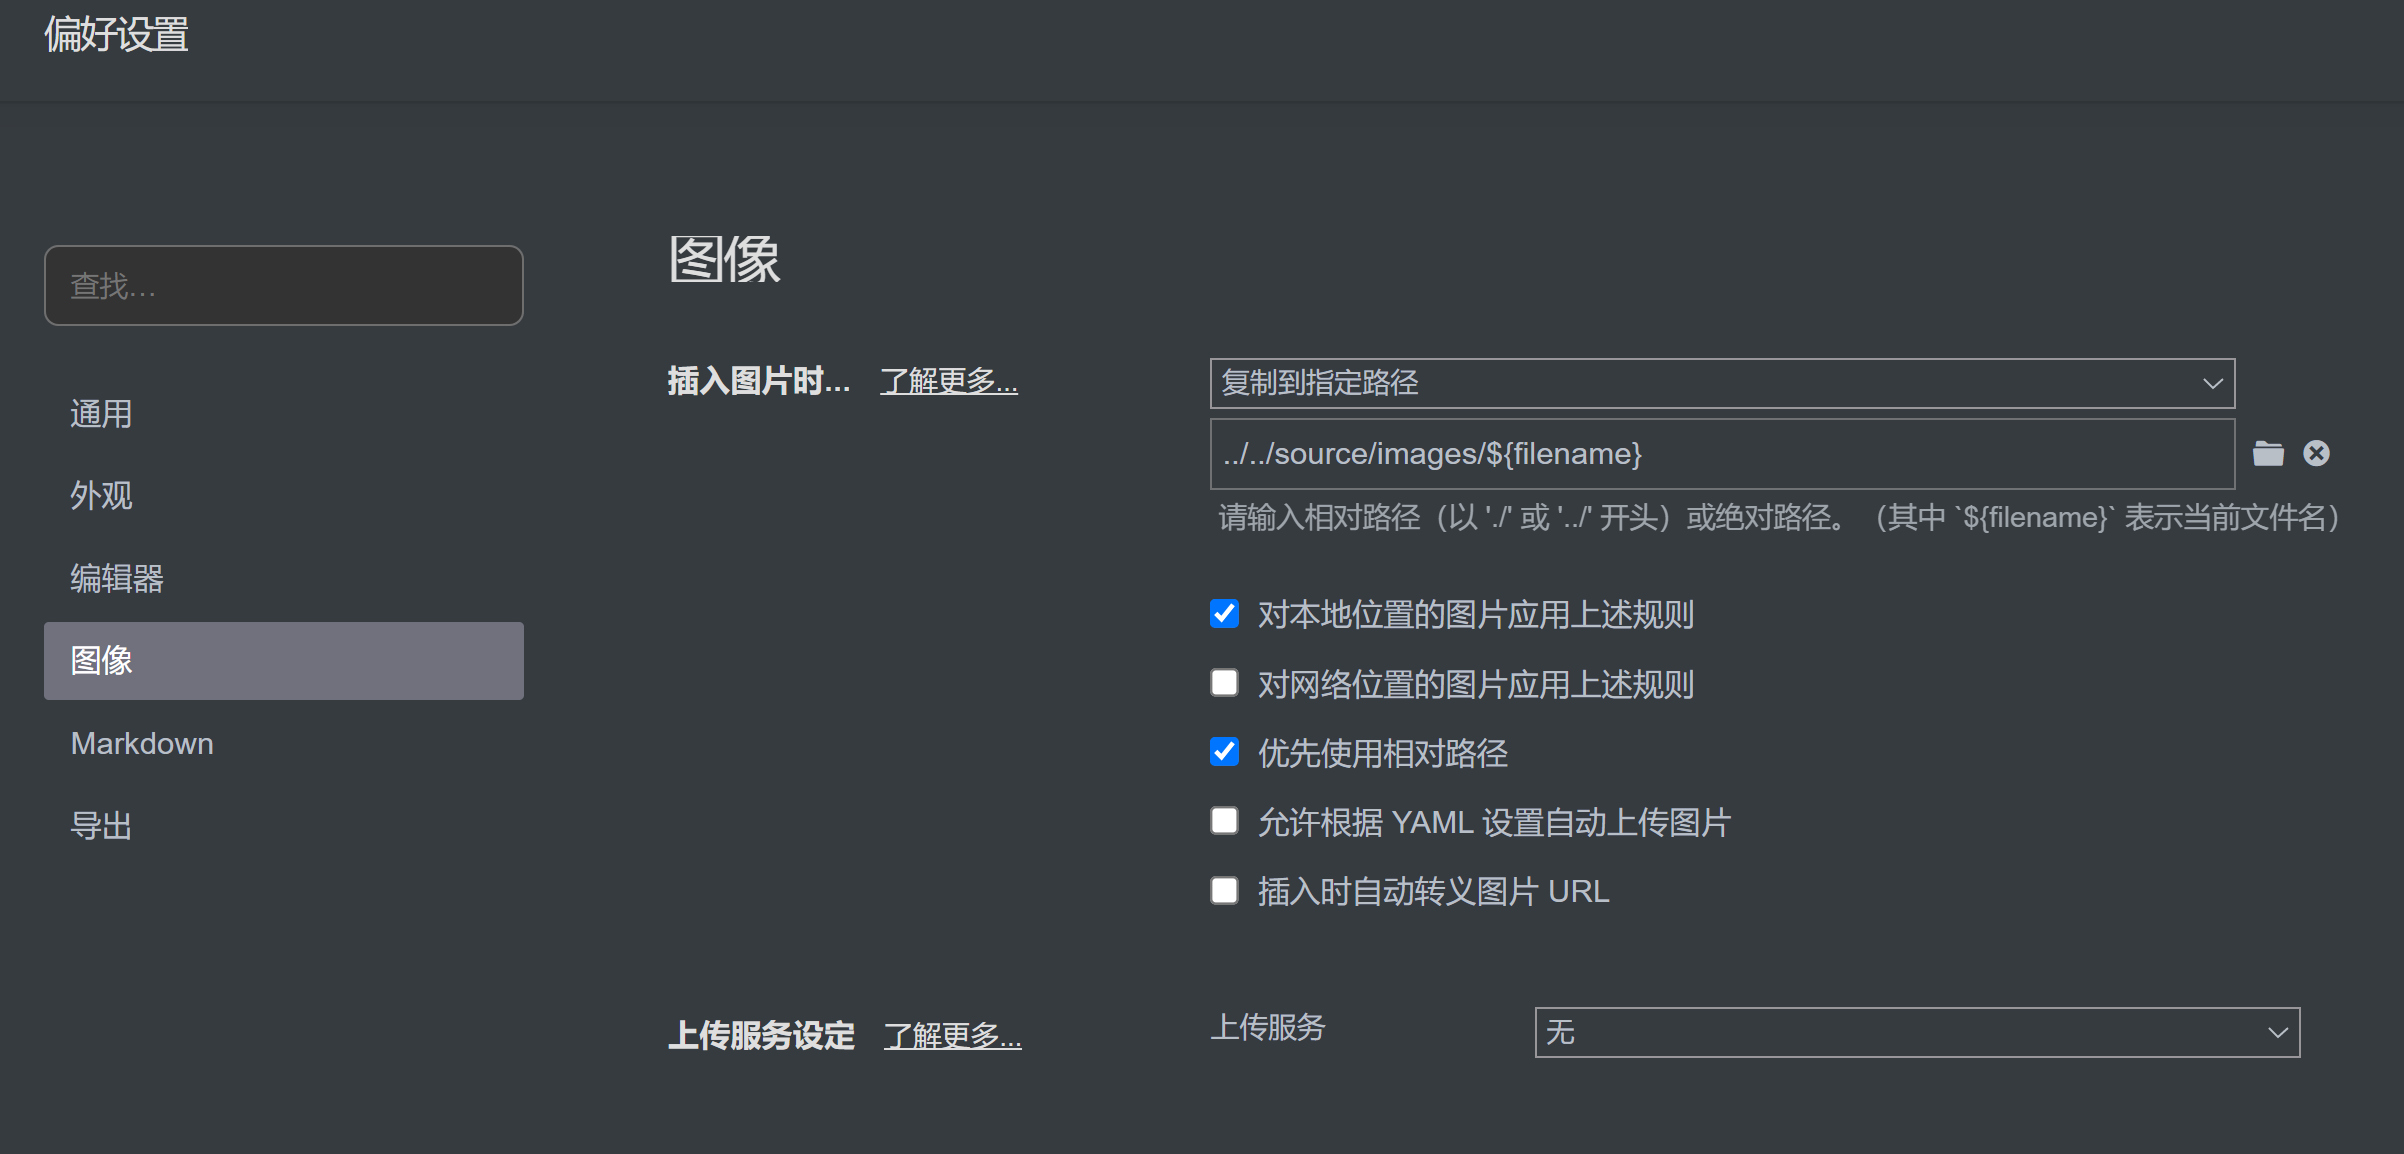 偏好设置
查找...
通用
外观
编辑器
图像
Markdown
导出
图像
插入图片时... 了解更多...
复制到指定路径
../../source/images/${filename}
请输入相对路径（以 './' 或 '../' 开头）或绝对路径。（其中 `${filename}` 表示当前文件名）
对本地位置的图片应用上述规则
对网络位置的图片应用上述规则
优先使用相对路径
允许根据 YAML 设置自动上传图片
插入时自动转义图片 URL
上传服务设定 了解更多...
上传服务 无